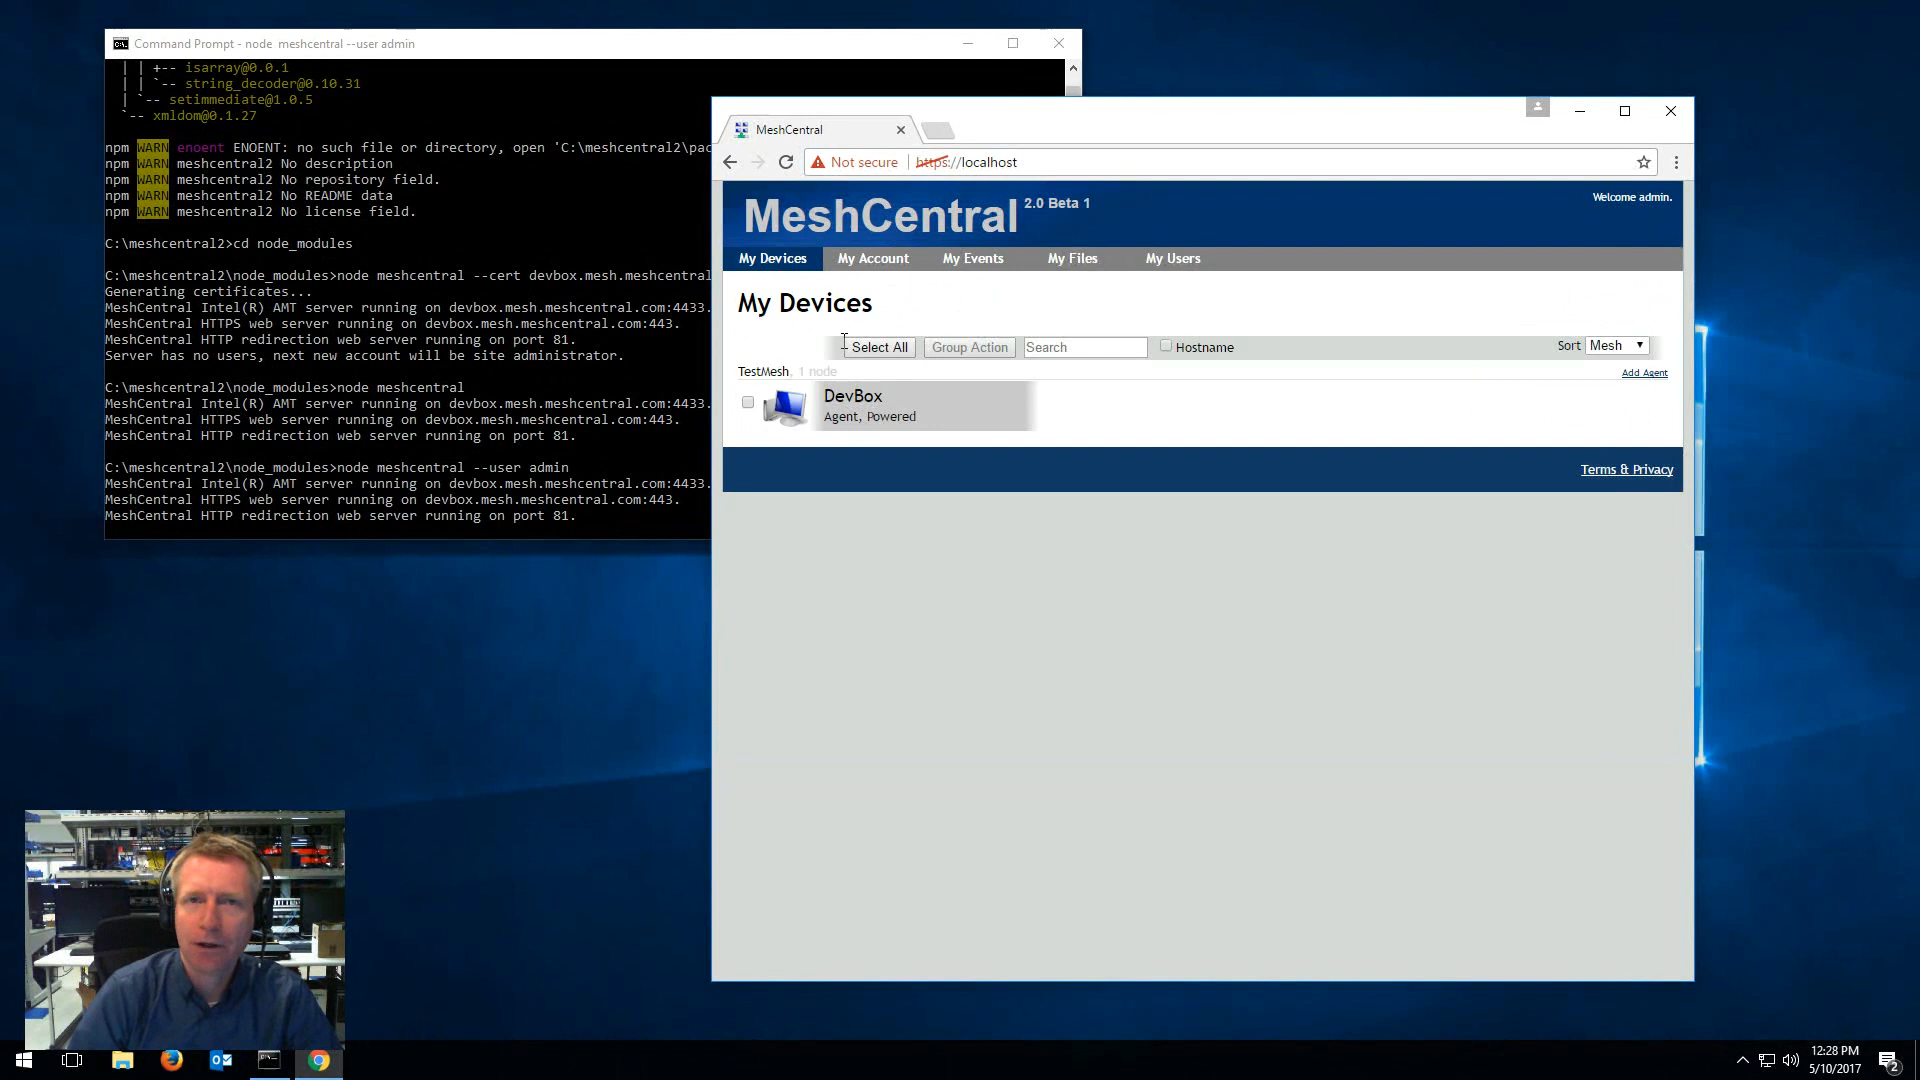 Command Prompt - node  meshcentral --user admin
| | +-- isarray@0.0.1
| | `-- string_decoder@0.10.31
| `-- setimmediate@1.0.5
`-- xmldom@0.1.27
npm WARN enoent ENOENT: no such file or directory, open 'C:\meshcentral2\pac
npm WARN meshcentral2 No description
npm WARN meshcentral2 No repository field.
npm WARN meshcentral2 No README data
npm WARN meshcentral2 No license field.
C:\meshcentral2>cd node_modules
C:\meshcentral2\node_modules>node meshcentral --cert devbox.mesh.meshcentral
Generating certificates...
MeshCentral Intel(R) AMT server running on devbox.mesh.meshcentral.com:4433.
MeshCentral HTTPS web server running on devbox.mesh.meshcentral.com:443.
MeshCentral HTTP redirection web server running on port 81.
Server has no users, next new account will be site administrator.
C:\meshcentral2\node_modules>node meshcentral
MeshCentral Intel(R) AMT server running on devbox.mesh.meshcentral.com:4433.
MeshCentral HTTPS web server running on devbox.mesh.meshcentral.com:443.
MeshCentral HTTP redirection web server running on port 81.
C:\meshcentral2\node_modules>node meshcentral --user admin
MeshCentral Intel(R) AMT server running on devbox.mesh.meshcentral.com:4433.
MeshCentral HTTPS web server running on devbox.mesh.meshcentral.com:443.
MeshCentral HTTP redirection web server running on port 81.
MeshCentral
Not secure https://localhost
MeshCentral 2.0 Beta 1
Welcome admin.
My Devices My Account My Events My Files My Users
My Devices
Select All Group Action Search Hostname Sort Mesh
TestMesh, 1 node Add Agent
DevBox
Agent, Powered
Terms & Privacy
12:28 PM
5/10/2017
2